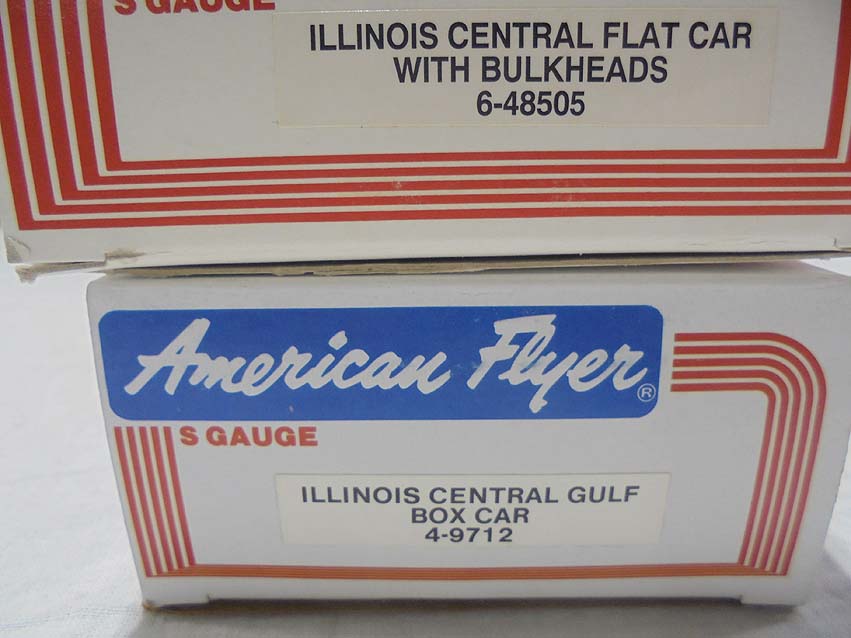 S GAUGE
ILLINOIS CENTRAL FLAT CAR
WITH BULKHEADS
6-48505
American Flyer®
S GAUGE
ILLINOIS CENTRAL GULF
BOX CAR
4-9712